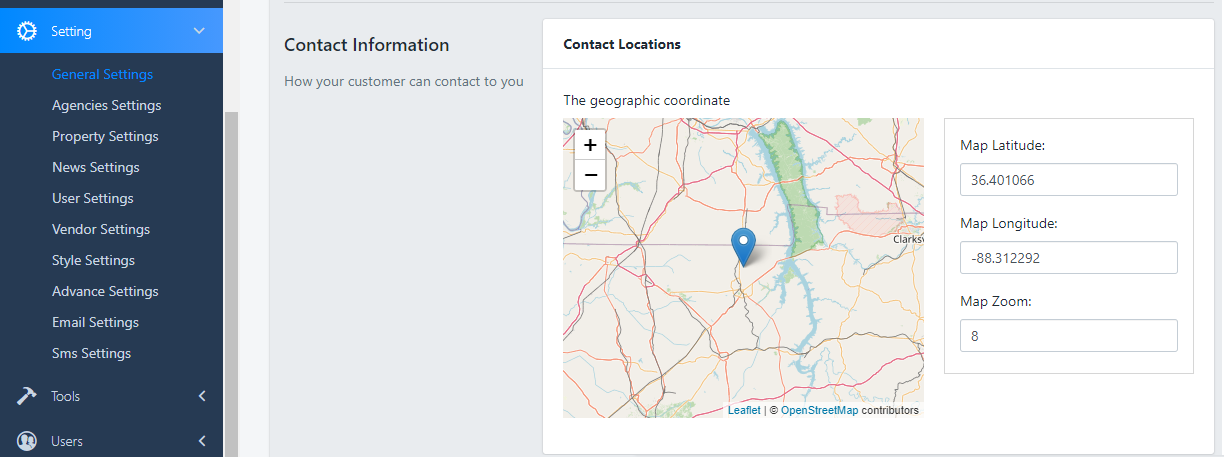 Setting
General Settings
Agencies Settings
Property Settings
News Settings
User Settings
Vendor Settings
Style Settings
Advance Settings
Email Settings
Sms Settings
Tools
Users
Contact Information
How your customer can contact to you
Contact Locations
The geographic coordinate
+
−
Clarksv
Leaflet | © OpenStreetMap contributors
Map Latitude:
36.401066
Map Longitude:
-88.312292
Map Zoom:
8